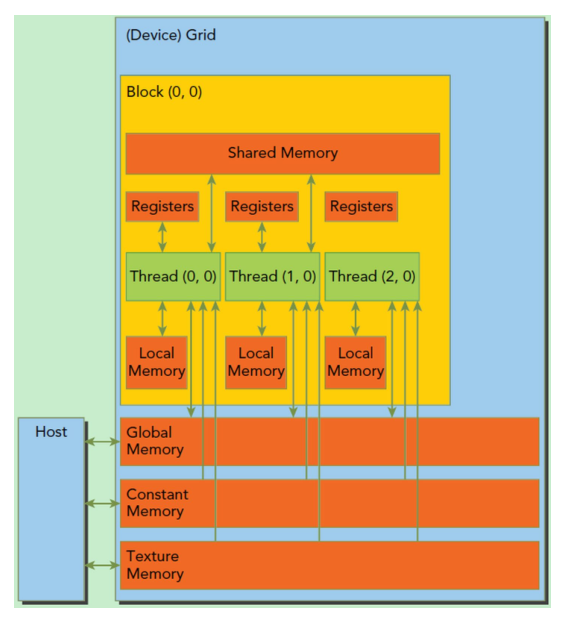 (Device) Grid
Block (0, 0)
Shared Memory
Registers Registers Registers
Thread (0, 0) Thread (1, 0) Thread (2, 0)
Local Local Local
Memory Memory Memory
Host
Global
Memory
Constant
Memory
Texture
Memory